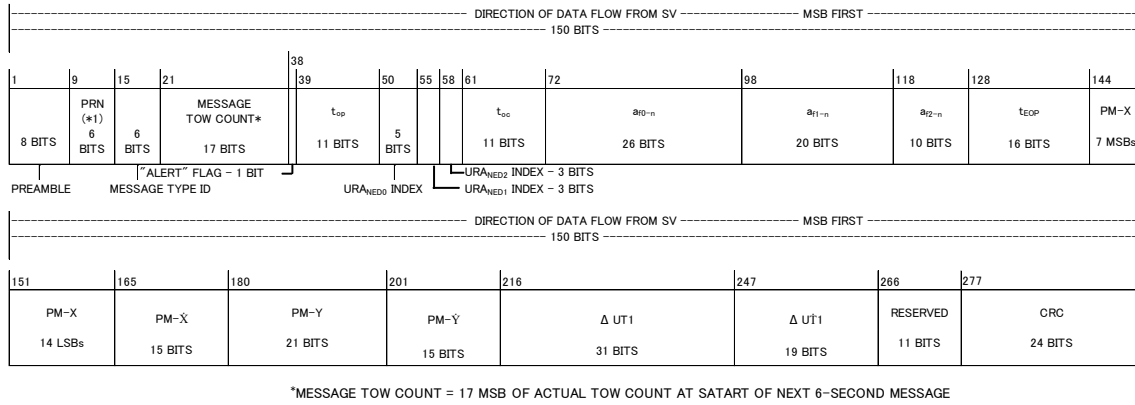 DIRECTION OF DATA FLOW FROM SV MSB FIRST
150 BITS
38
1 9 15 21 39 50 55 58 61 72 98 118 128 144
PRN
(*1)
6
BITS
MESSAGE
TOW COUNT*
17 BITS
8 BITS
6
BITS
t_op
11 BITS
5
BITS
t_oc
11 BITS
a_f0-n
26 BITS
a_f1-n
20 BITS
a_f2-n
10 BITS
t_EOP
16 BITS
PM-X
7 MSBs
"ALERT" FLAG - 1 BIT
URA_NED2 INDEX - 3 BITS
PREAMBLE
MESSAGE TYPE ID
URA_NED0 INDEX
URA_NED1 INDEX - 3 BITS
DIRECTION OF DATA FLOW FROM SV MSB FIRST
150 BITS
151 165 180 201 216 247 266 277
PM-X
14 LSBs
PM-Ẋ
15 BITS
PM-Y
21 BITS
PM-Ẏ
15 BITS
Δ UT1
31 BITS
Δ UṪ1
19 BITS
RESERVED
11 BITS
CRC
24 BITS
*MESSAGE TOW COUNT = 17 MSB OF ACTUAL TOW COUNT AT SATART OF NEXT 6-SECOND MESSAGE